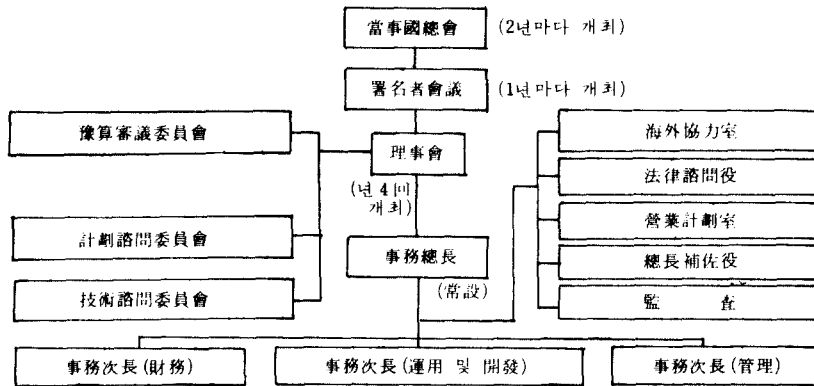 當事國總會 (2년마다 개최)
署名者會議 (1년마다 개최)
豫算審議委員會
理事會
(년 4 回
개최)
計劃諮問委員會
事務總長
(常設)
技術諮問委員會
海外協力室
法律諮問役
營業計劃室
總長補佐役
監 査
事務次長(財務)
事務次長(運用 및 開發)
事務次長(管理)